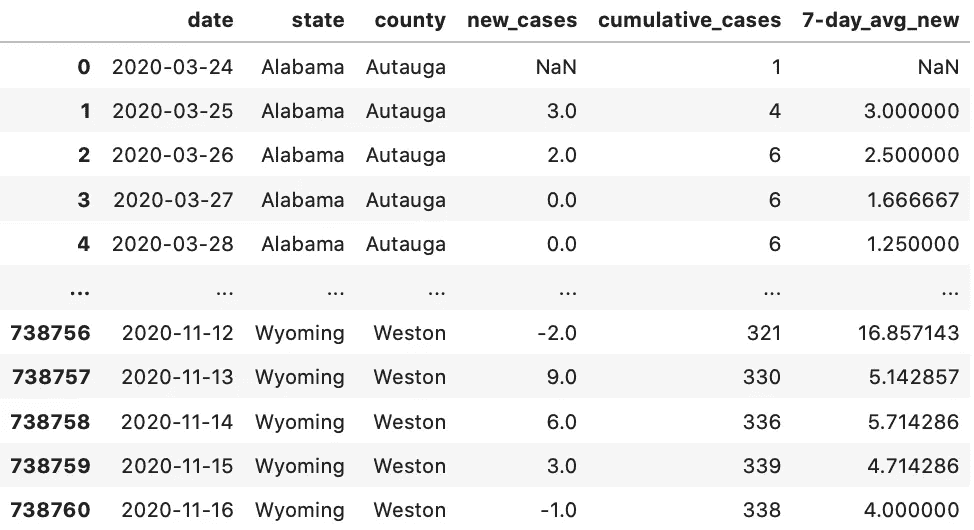 date state county new_cases cumulative_cases 7-day_avg_new
0 2020-03-24 Alabama Autauga NaN 1 NaN
1 2020-03-25 Alabama Autauga 3.0 4 3.000000
2 2020-03-26 Alabama Autauga 2.0 6 2.500000
3 2020-03-27 Alabama Autauga 0.0 6 1.666667
4 2020-03-28 Alabama Autauga 0.0 6 1.250000
... ... ... ... ... ... ...
738756 2020-11-12 Wyoming Weston -2.0 321 16.857143
738757 2020-11-13 Wyoming Weston 9.0 330 5.142857
738758 2020-11-14 Wyoming Weston 6.0 336 5.714286
738759 2020-11-15 Wyoming Weston 3.0 339 4.714286
738760 2020-11-16 Wyoming Weston -1.0 338 4.000000